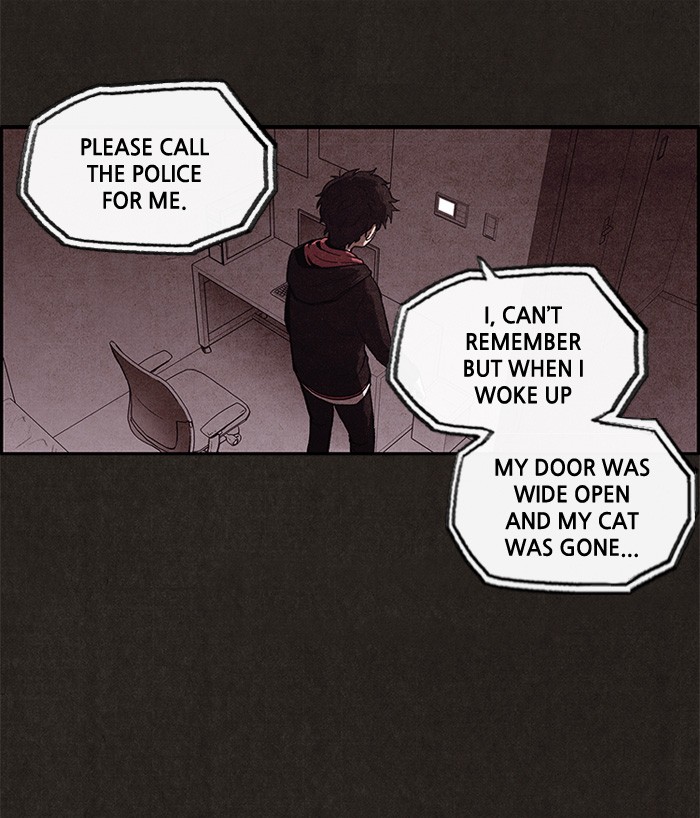 PLEASE CALL
THE POLICE
FOR ME.
I, CAN'T
REMEMBER
BUT WHEN I
WOKE UP
MY DOOR WAS
WIDE OPEN
AND MY CAT
WAS GONE...